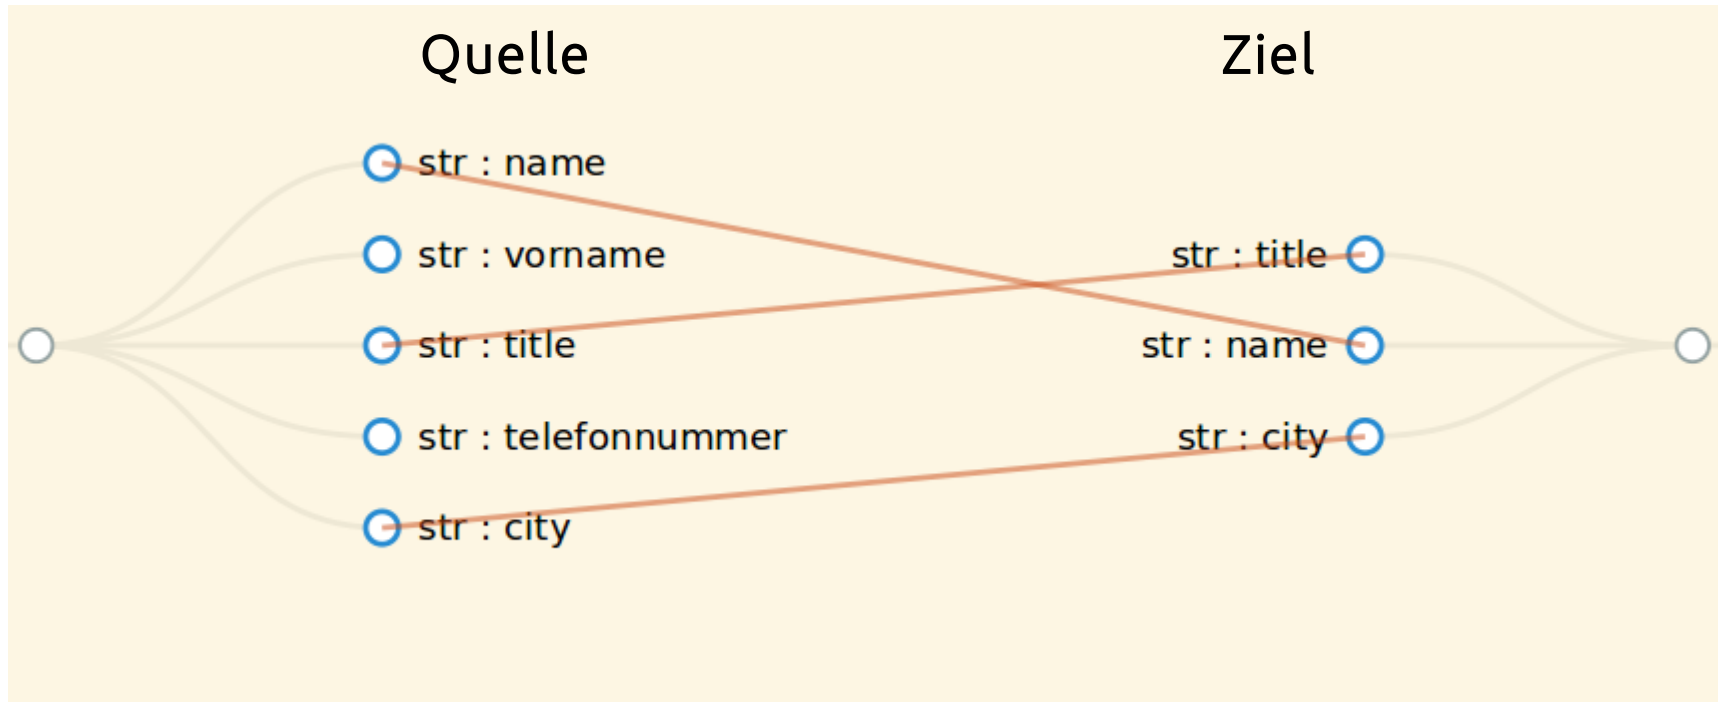 Quelle
Ziel
str : name
str : vorname
str : title
str : telefonnummer
str : city
str : title
str : name
str : city